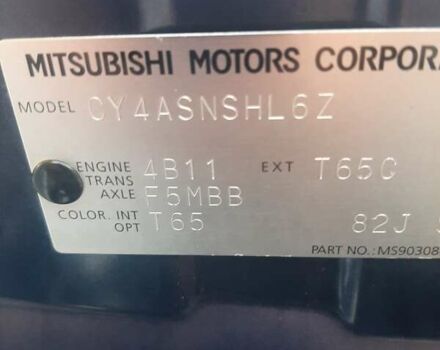 MITSUBISHI MOTORS CORPOR
MODEL CY4ASNSHL6Z
ENGINE 4B11 EXT T65C
TRANS
AXLE F5MBB
COLOR. INT T65
OPT 82J
PART NO.: MS90308